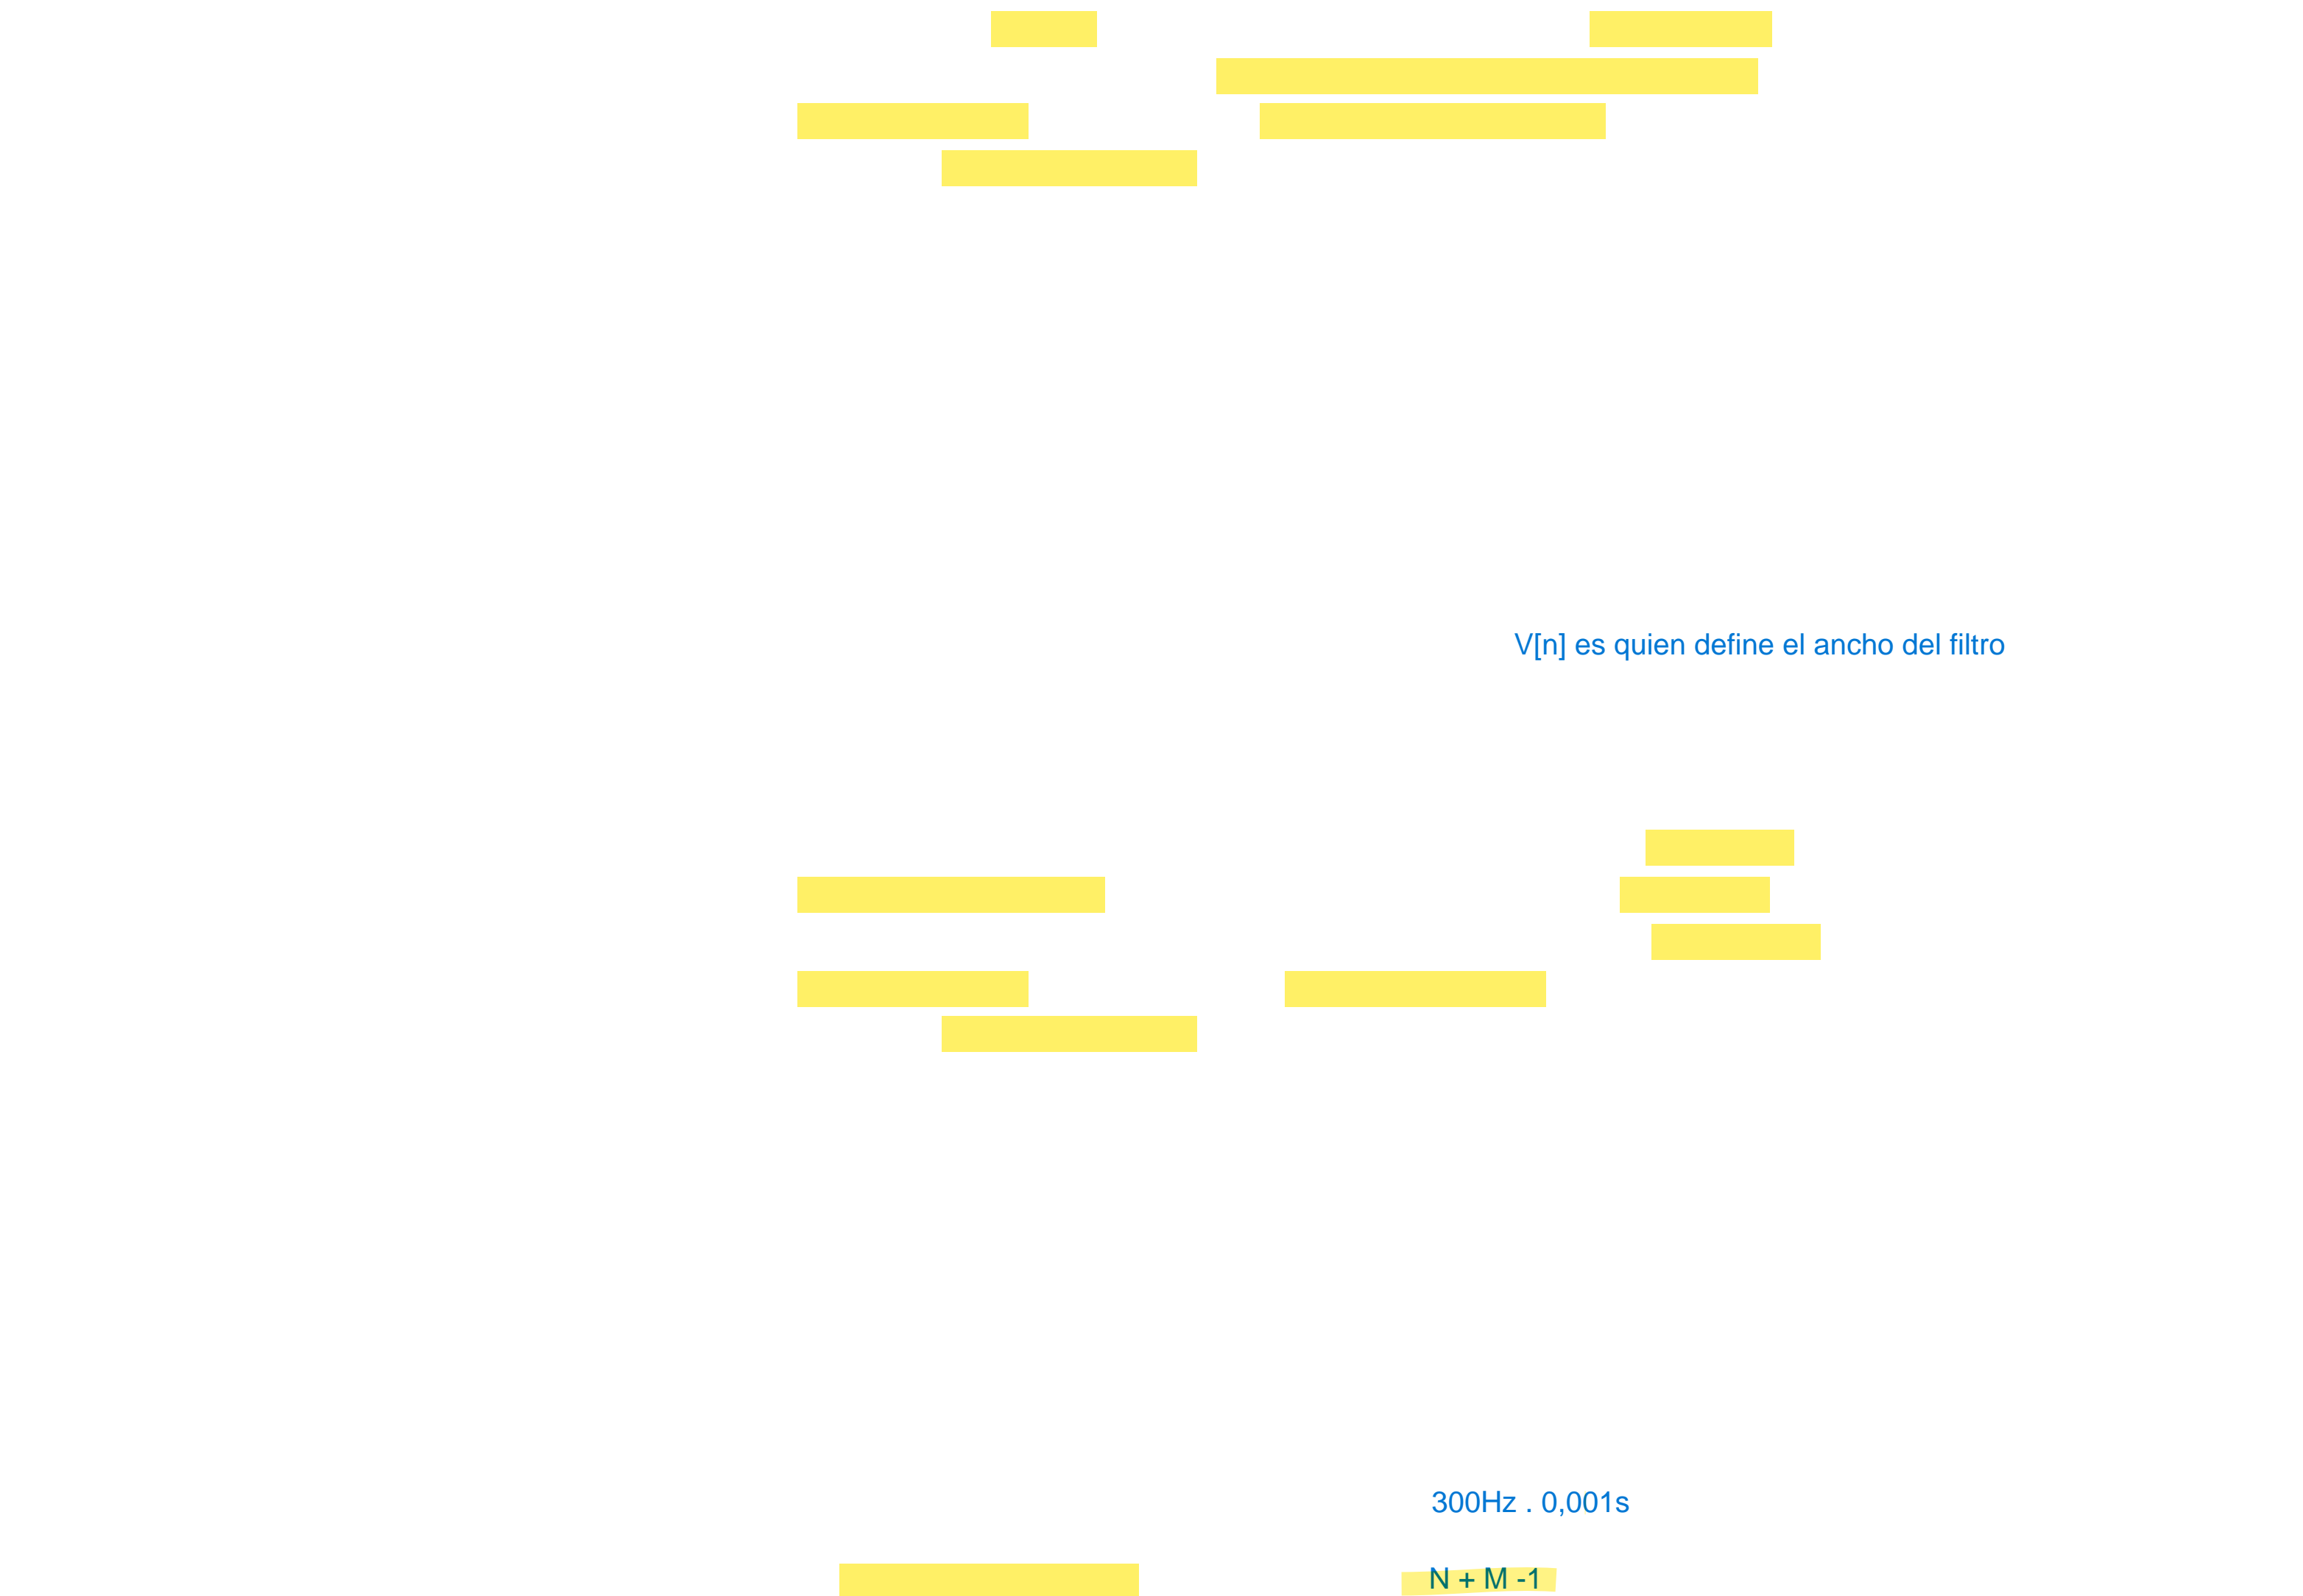 V[n] es quien define el ancho del filtro
300Hz . 0,001s
N + M -1